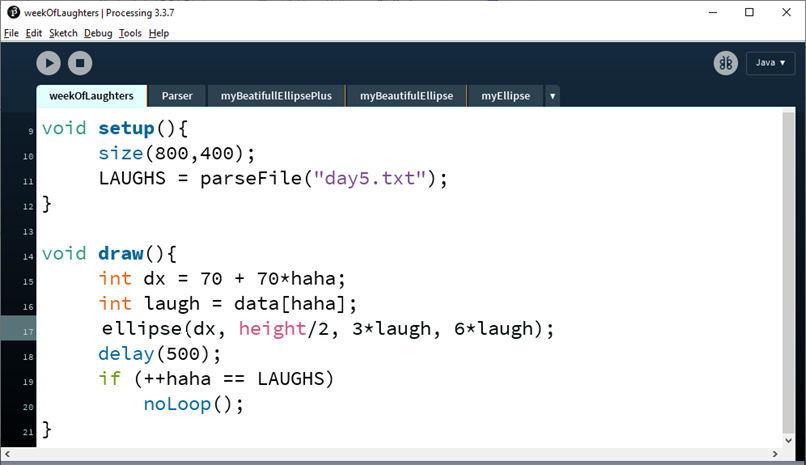 weekOfLaughters | Processing 3.3.7
File Edit Sketch Debug Tools Help
Java ▾
weekOfLaughters Parser myBeatifullEllipsePlus myBeautifulEllipse myEllipse ▾
9 void setup(){
10 size(800,400);
11 LAUGHS = parseFile("day5.txt");
12 }
13
14 void draw(){
15 int dx = 70 + 70*haha;
16 int laugh = data[haha];
17 ellipse(dx, height/2, 3*laugh, 6*laugh);
18 delay(500);
19 if (++haha == LAUGHS)
20 noLoop();
21 }